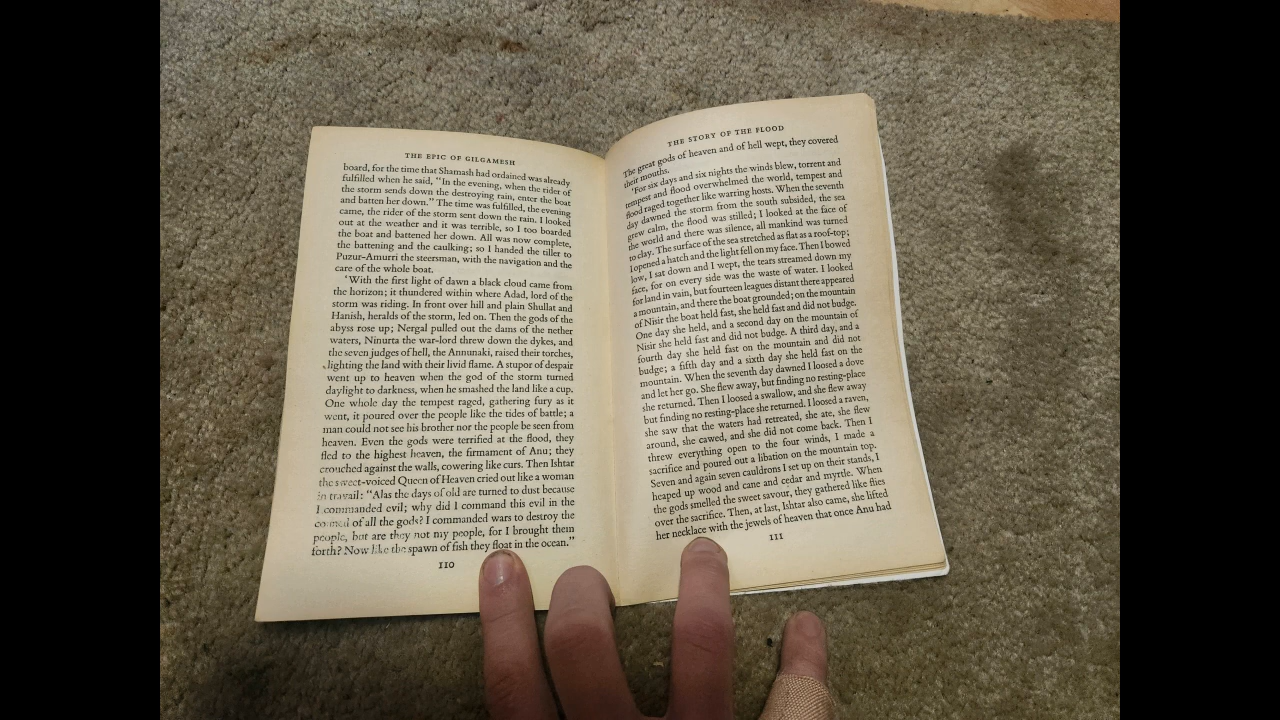 THE EPIC OF GILGAMESH
board, for the time that Shamash had ordained was already
fulfilled when he said, "In the evening, when the rider of
the storm sends down the destroying rain, enter the boat
and batten her down." The time was fulfilled, the evening
came, the rider of the storm sent down the rain. I looked
out at the weather and it was terrible, so I too boarded
the boat and battened her down. All was now complete,
the battening and the caulking; so I handed the tiller to
Puzur-Amurri the steersman, with the navigation and the
care of the whole boat.
'With the first light of dawn a black cloud came from
the horizon; it thundered within where Adad, lord of the
storm was riding. In front over hill and plain Shullat and
Hanish, heralds of the storm, led on. Then the gods of the
abyss rose up; Nergal pulled out the dams of the nether
waters, Ninurta the war-lord threw down the dykes, and
the seven judges of hell, the Annunaki, raised their torches,
lighting the land with their livid flame. A stupor of despair
went up to heaven when the god of the storm turned
daylight to darkness, when he smashed the land like a cup.
One whole day the tempest raged, gathering fury as it
went, it poured over the people like the tides of battle; a
man could not see his brother nor the people be seen from
heaven. Even the gods were terrified at the flood, they
fled to the highest heaven, the firmament of Anu; they
crouched against the walls, cowering like curs. Then Ishtar
the sweet-voiced Queen of Heaven cried out like a woman
in travail: "Alas the days of old are turned to dust because
I commanded evil; why did I command this evil in the
council of all the gods? I commanded wars to destroy the
people, but are they not my people, for I brought them
forth? Now like the spawn of fish they float in the ocean."
110
THE STORY OF THE FLOOD
The great gods of heaven and of hell wept, they covered
their mouths.
'For six days and six nights the winds blew, torrent and
tempest and flood overwhelmed the world, tempest and
flood raged together like warring hosts. When the seventh
day dawned the storm from the south subsided, the sea
grew calm, the flood was stilled; I looked at the face of
the world and there was silence, all mankind was turned
to clay. The surface of the sea stretched as flat as a roof-top;
I opened a hatch and the light fell on my face. Then I bowed
low, I sat down and I wept, the tears streamed down my
face, for on every side was the waste of water. I looked
for land in vain, but fourteen leagues distant there appeared
a mountain, and there the boat grounded; on the mountain
of Nisir the boat held fast, she held fast and did not budge.
One day she held, and a second day on the mountain of
Nisir she held fast and did not budge. A third day, and a
fourth day she held fast on the mountain and did not
budge; a fifth day and a sixth day she held fast on the
mountain. When the seventh day dawned I loosed a dove
and let her go. She flew away, but finding no resting-place
she returned. Then I loosed a swallow, and she flew away
but finding no resting-place she returned. I loosed a raven,
she saw that the waters had retreated, she ate, she flew
around, she cawed, and she did not come back. Then I
threw everything open to the four winds, I made a
sacrifice and poured out a libation on the mountain top.
Seven and again seven cauldrons I set up on their stands, I
heaped up wood and cane and cedar and myrtle. When
the gods smelled the sweet savour, they gathered like flies
over the sacrifice. Then, at last, Ishtar also came, she lifted
her necklace with the jewels of heaven that once Anu had
111